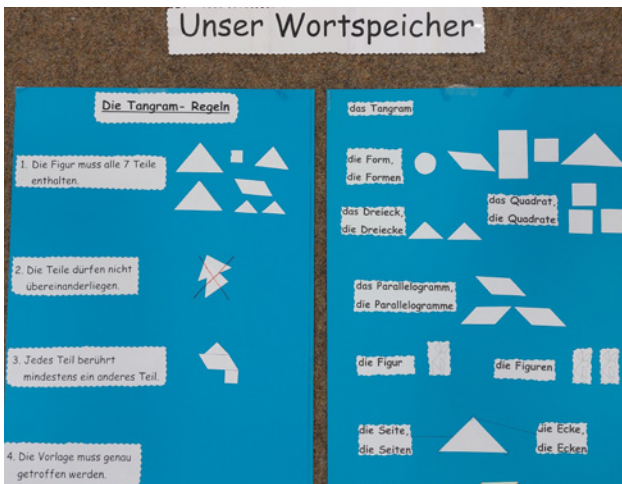 Unser Wortspeicher
Die Tangram- Regeln
1. Die Figur muss alle 7 Teile
enthalten.
2. Die Teile dürfen nicht
übereinanderliegen.
3. Jedes Teil berührt
mindestens ein anderes Teil.
4. Die Vorlage muss genau
getroffen werden.
das Tangram
die Form,
die Formen
das Quadrat,
die Quadrate
das Dreieck,
die Dreiecke
das Parallelogramm,
die Parallelogramme
die Figur
die Figuren
die Seite,
die Seiten
die Ecke,
die Ecken